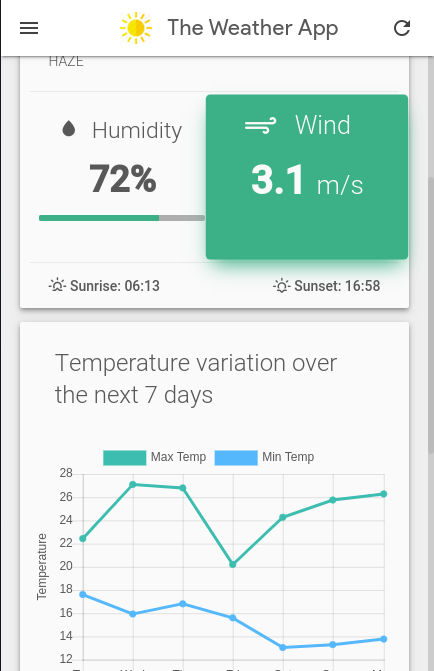 The Weather App
HAZE
Humidity
72%
Wind
3.1 m/s
Sunrise: 06:13
Sunset: 16:58
Temperature variation over
the next 7 days
Max Temp
Min Temp
28
26
24
22
20
18
16
14
12
Temperature